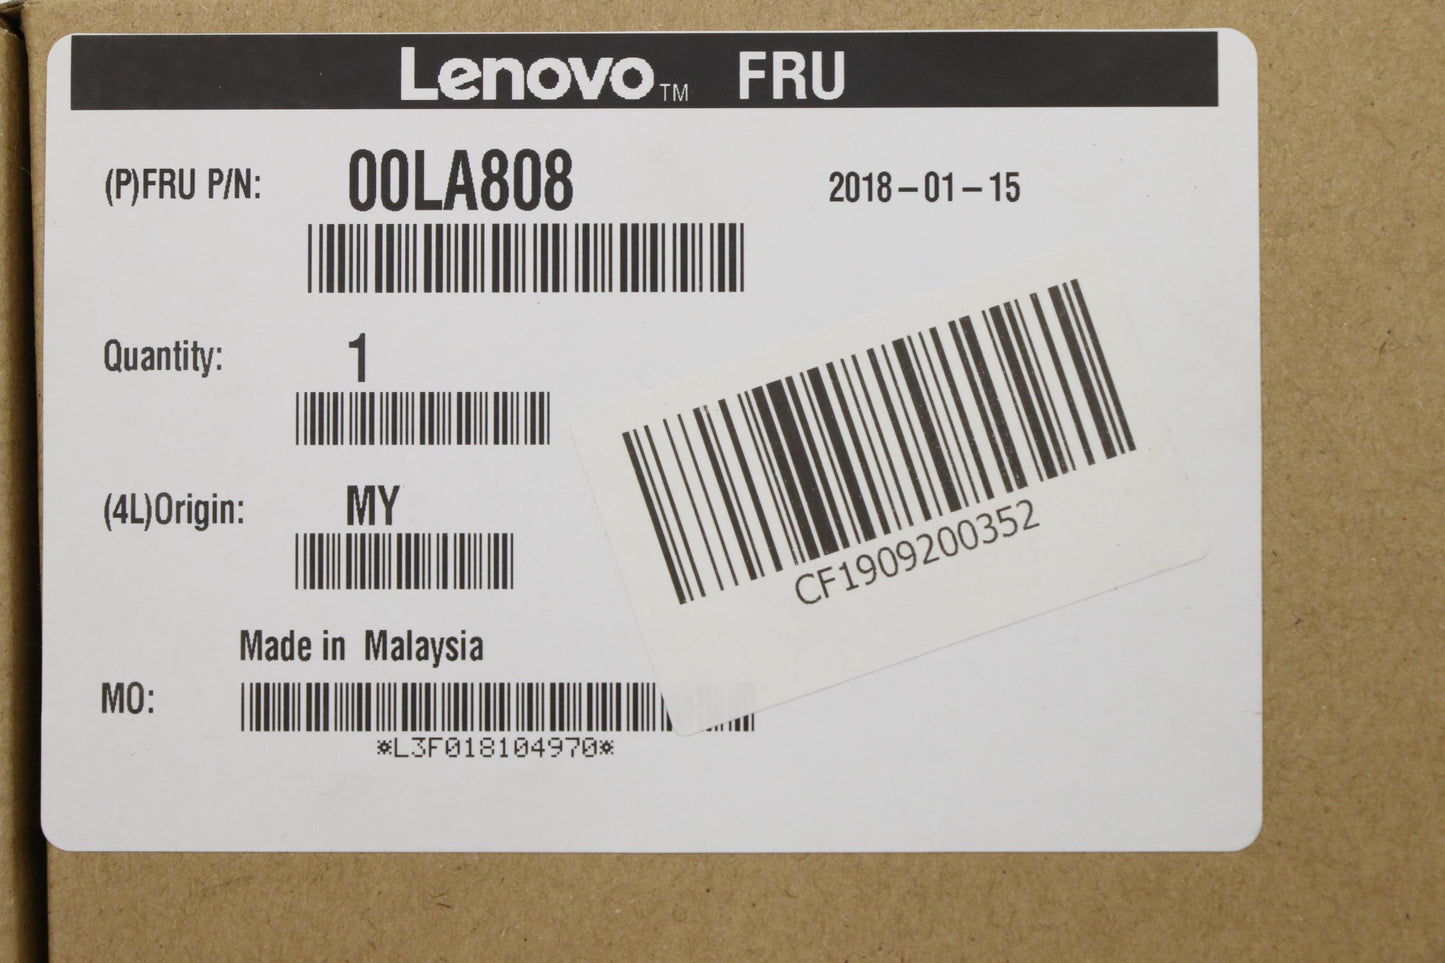 Lenovo™ FRU
(P)FRU P/N: 00LA808 2018-01-15
Quantity: 1
(4L)Origin: MY
CF1909200352
Made in Malaysia
MO:
*L3F018104970*